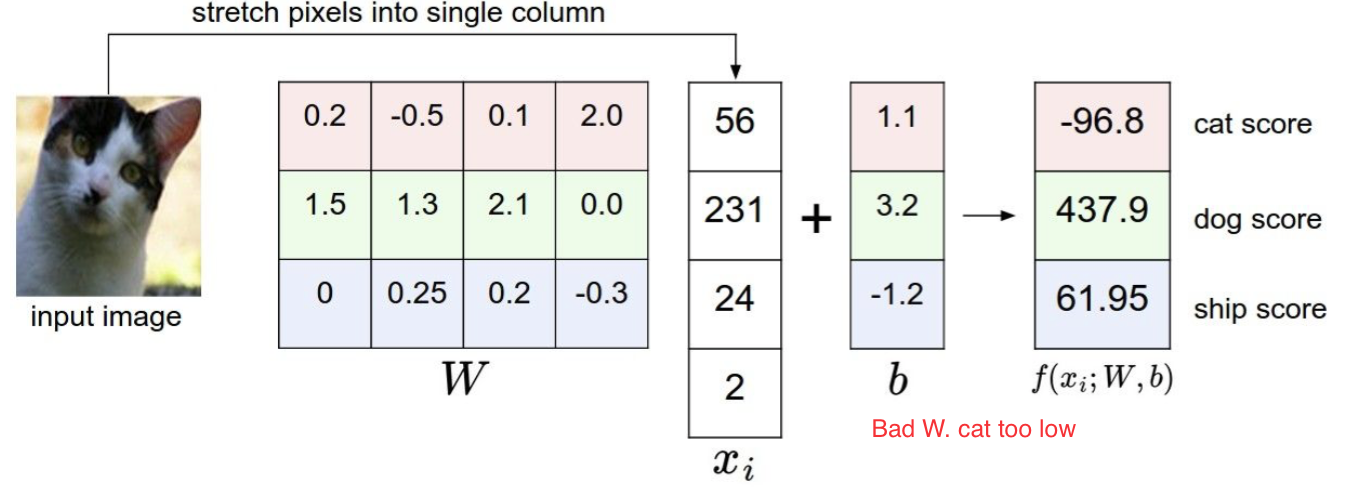 stretch pixels into single column
0.2 -0.5 0.1 2.0
1.5 1.3 2.1 0.0
0 0.25 0.2 -0.3
W
56
231
24
2
x_i
+
1.1
3.2
-1.2
b
-96.8
437.9
61.95
f(x_i; W, b)
cat score
dog score
ship score
input image
Bad W. cat too low